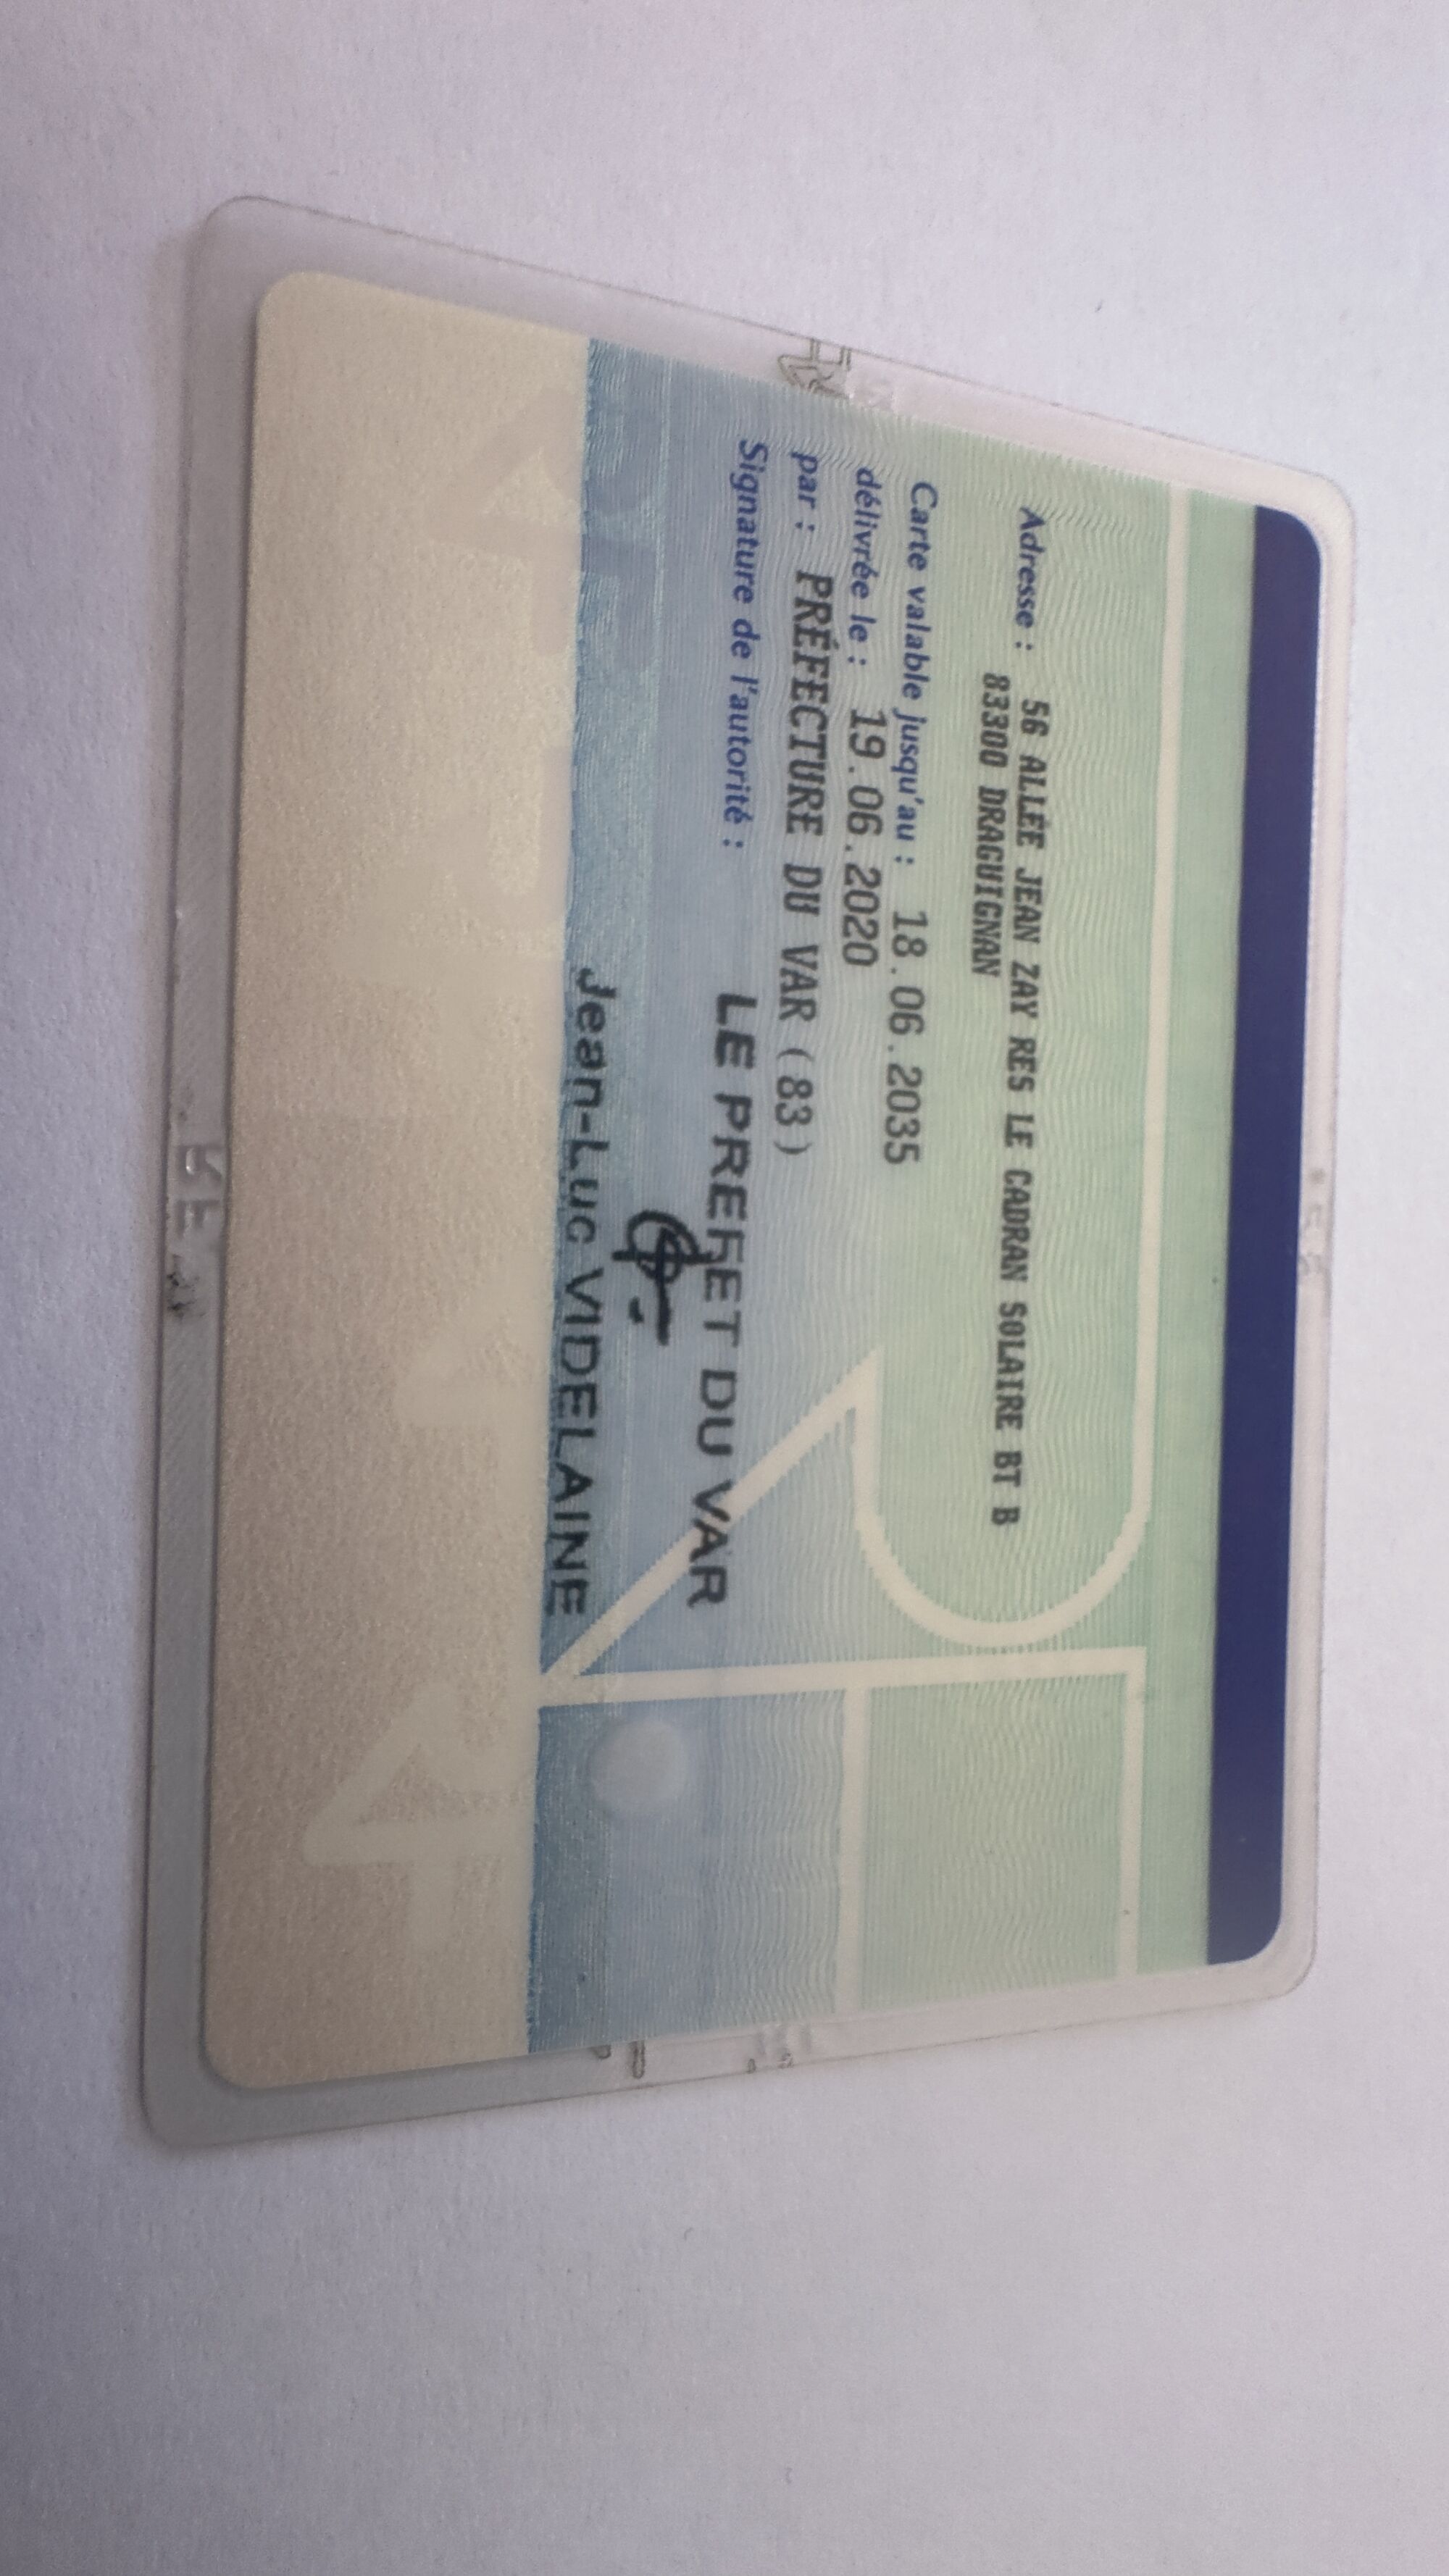 Adresse : 56 ALLÉE JEAN ZAY RES LE CADRAN SOLAIRE BT B
83300 DRAGUIGNAN
Carte valable jusqu'au : 18.06.2035
délivrée le : 19.06.2020
par : PRÉFECTURE DU VAR (83)
Signature de l'autorité :
LE PREFET DU VAR
Jean-Luc VIDELAINE